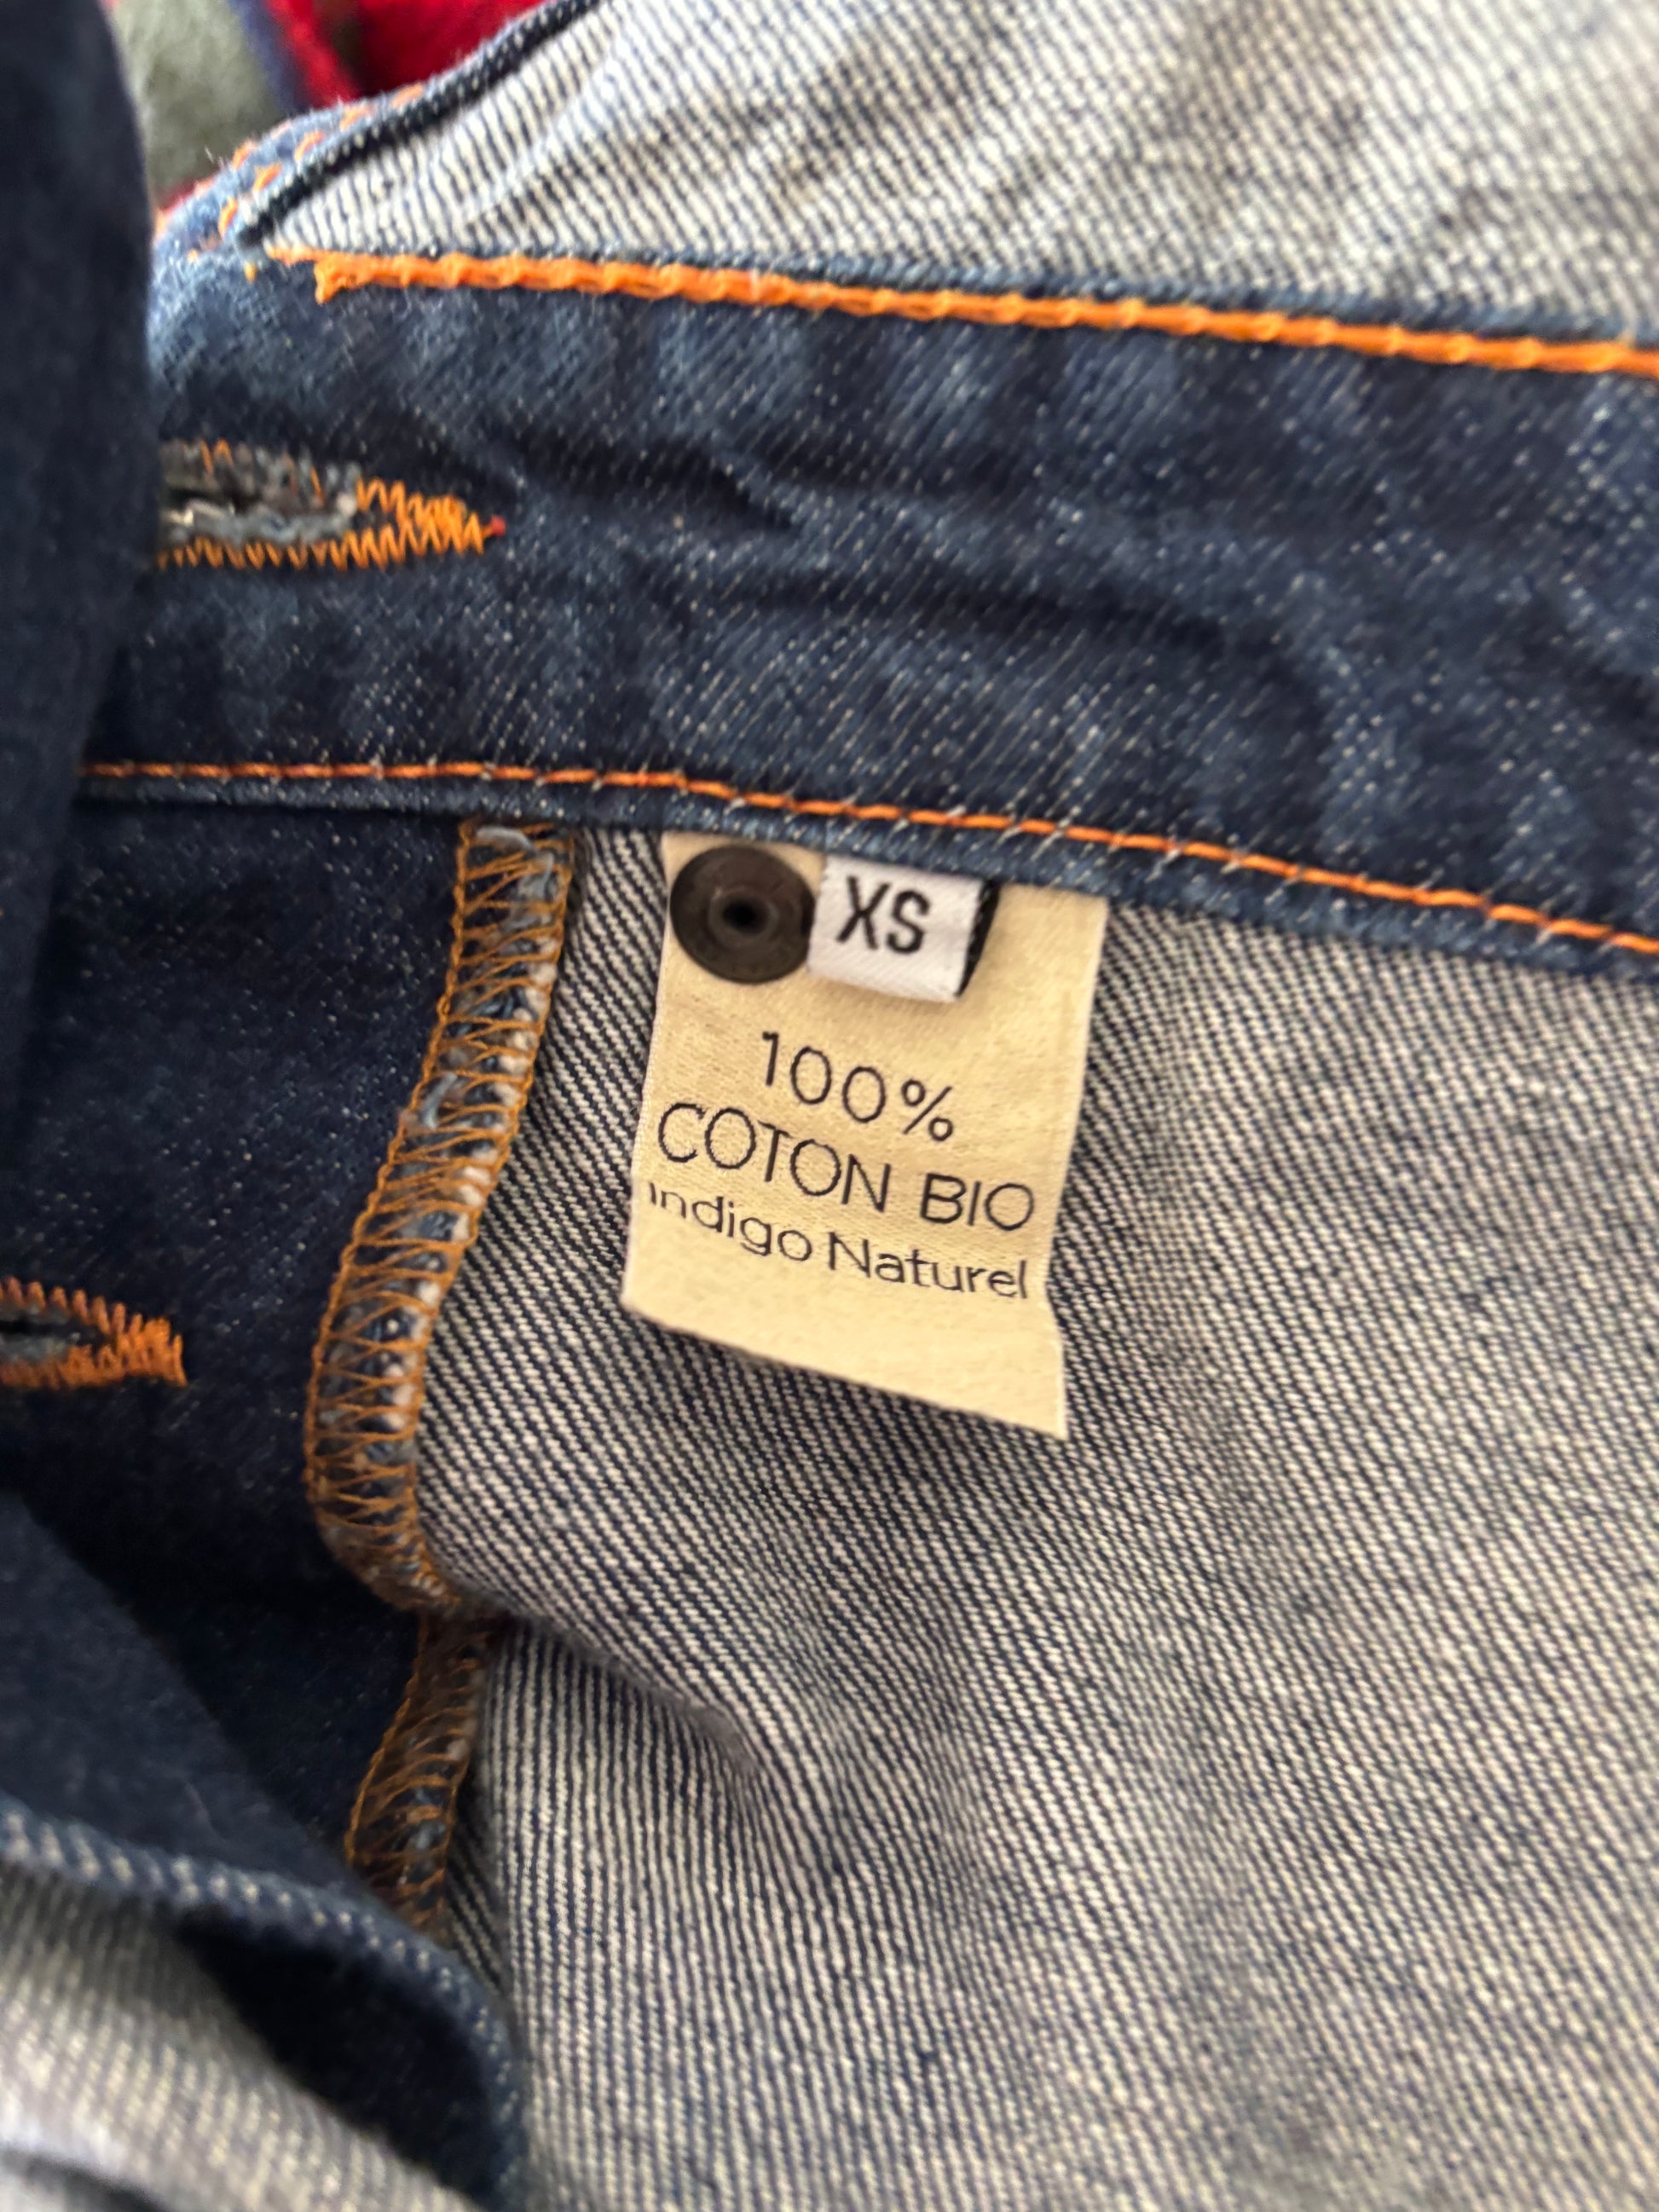 XS
100%
COTON BIO
indigo Naturel